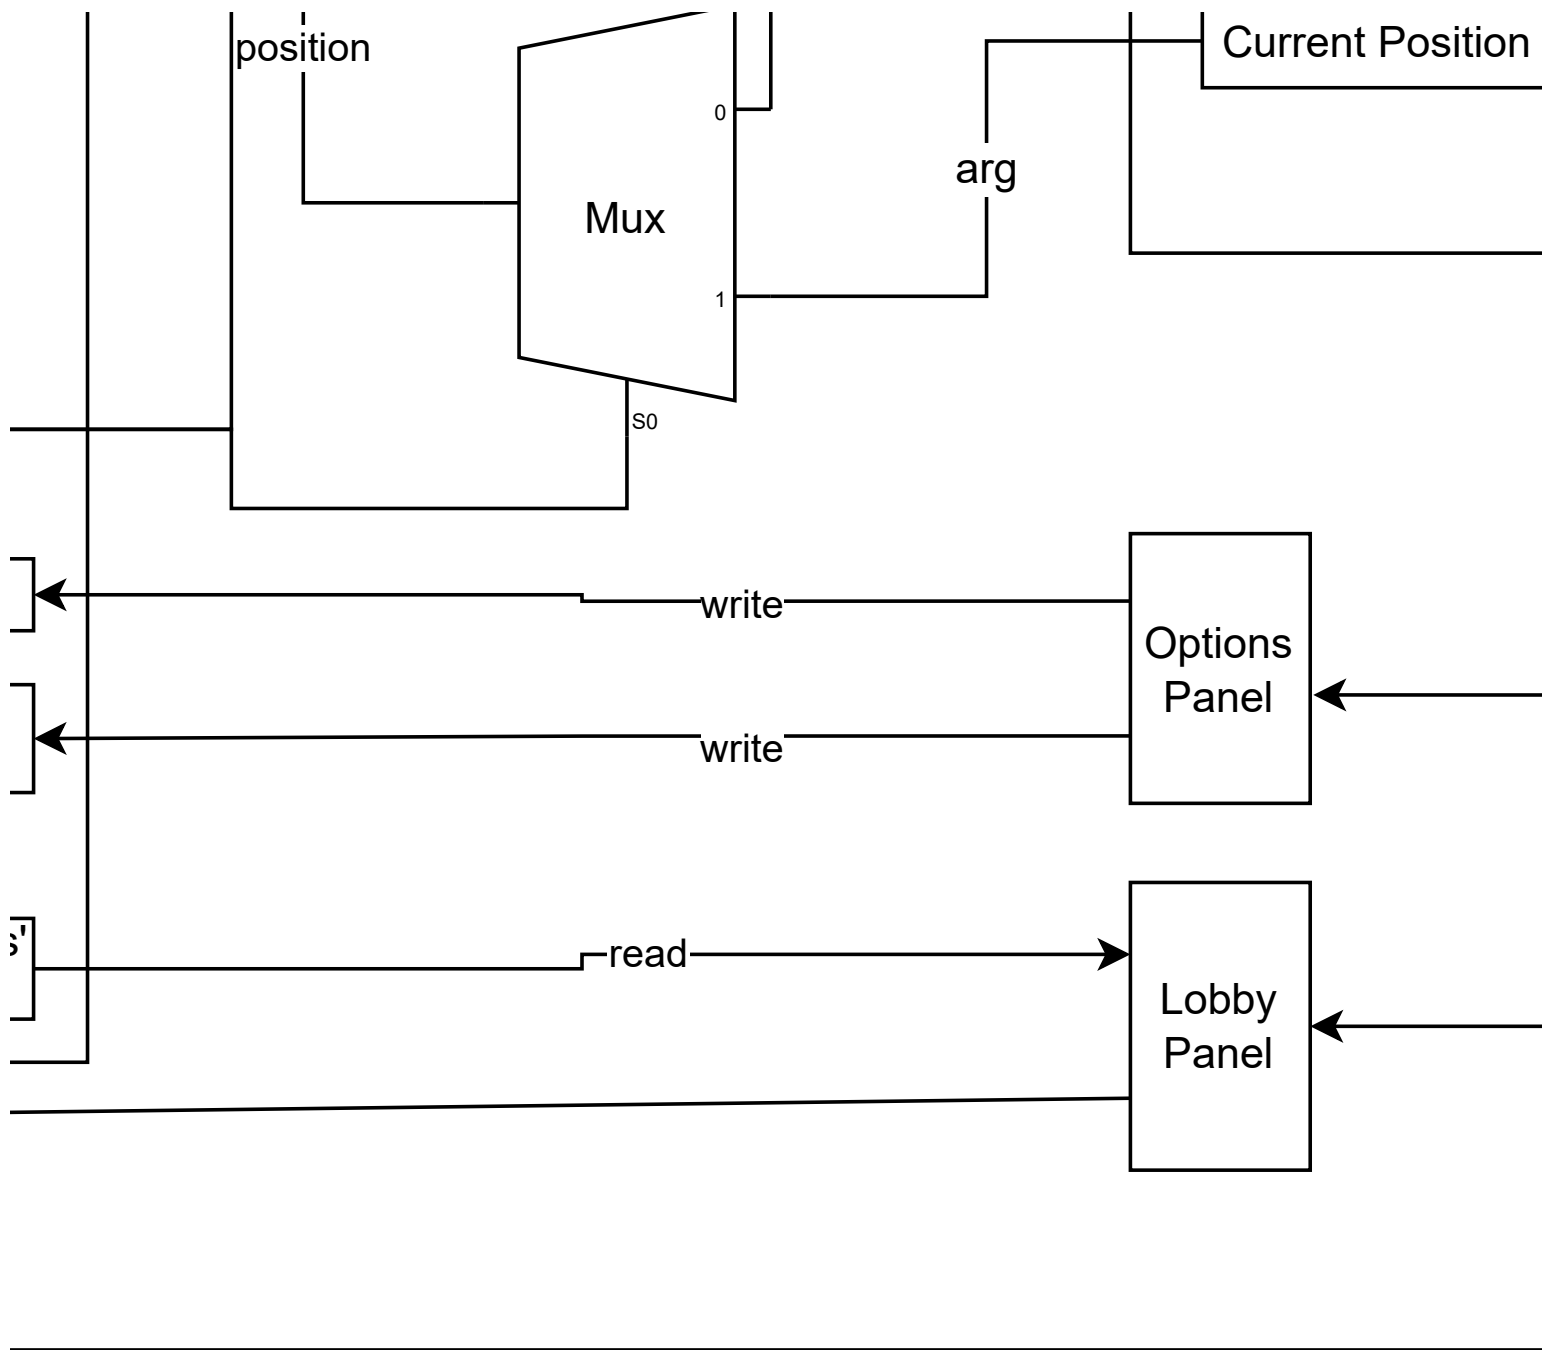 position
Current Position
0
arg
Mux
1
S0
write
Options
Panel
write
s'
read
Lobby
Panel